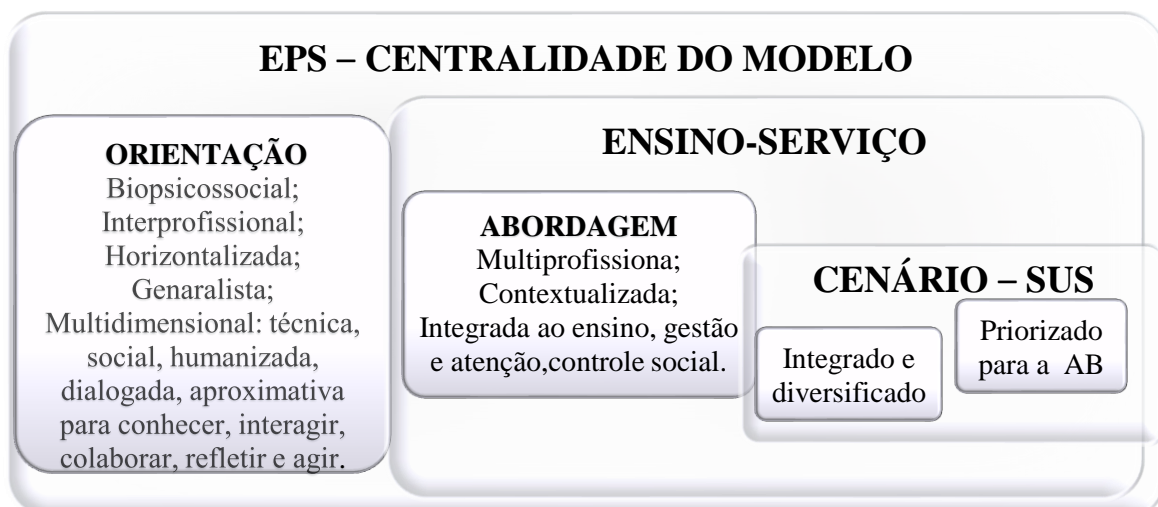 EPS – CENTRALIDADE DO MODELO
ORIENTAÇÃO
Biopsicossocial;
Interprofissional;
Horizontalizada;
Genaralista;
Multidimensional: técnica,
social, humanizada,
dialogada, aproximativa
para conhecer, interagir,
colaborar, refletir e agir.
ENSINO-SERVIÇO
ABORDAGEM
Multiprofissiona;
Contextualizada;
Integrada ao ensino, gestão
e atenção,controle social.
CENÁRIO – SUS
Integrado e
diversificado
Priorizado
para a AB